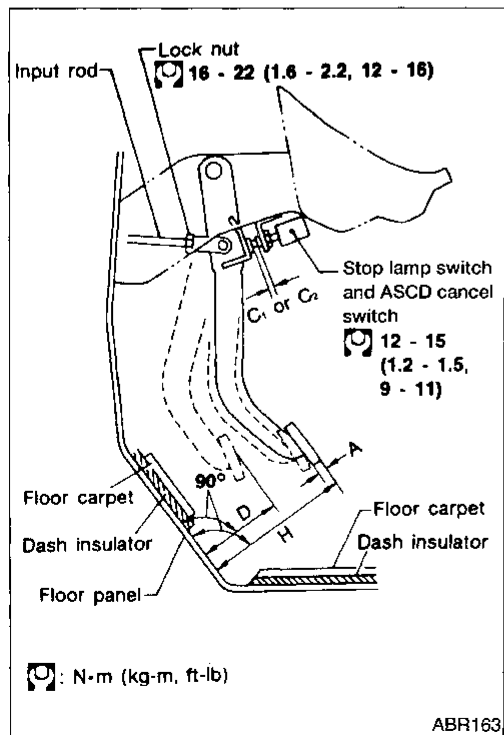 Lock nut
16 - 22 (1.6 - 2.2, 12 - 16)
Input rod
C₁ or C₂
Stop lamp switch
and ASCD cancel
switch
12 - 15
(1.2 - 1.5,
9 - 11)
A
90°
D
H
Floor carpet
Dash insulator
Floor panel
Floor carpet
Dash insulator
: N•m (kg-m, ft-lb)
ABR163